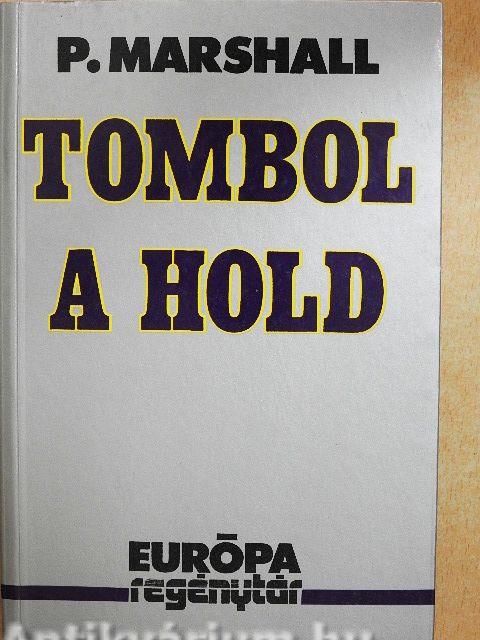 P. MARSHALL
TOMBOL
A HOLD
EURŌPA
regénytár
Antikvárium.hu